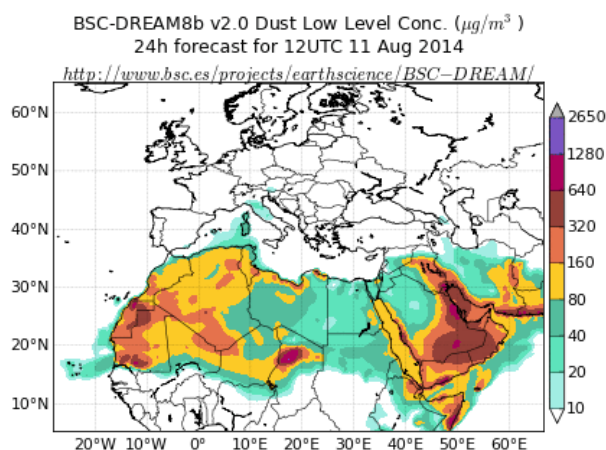 BSC-DREAM8b v2.0 Dust Low Level Conc. (μg/m³ )
24h forecast for 12UTC 11 Aug 2014
http://www.bsc.es/projects/earthscience/BSC−DREAM/
60°N
50°N
40°N
30°N
20°N
10°N
20°W 10°W 0° 10°E 20°E 30°E 40°E 50°E 60°E
2650
1280
640
320
160
80
40
20
10